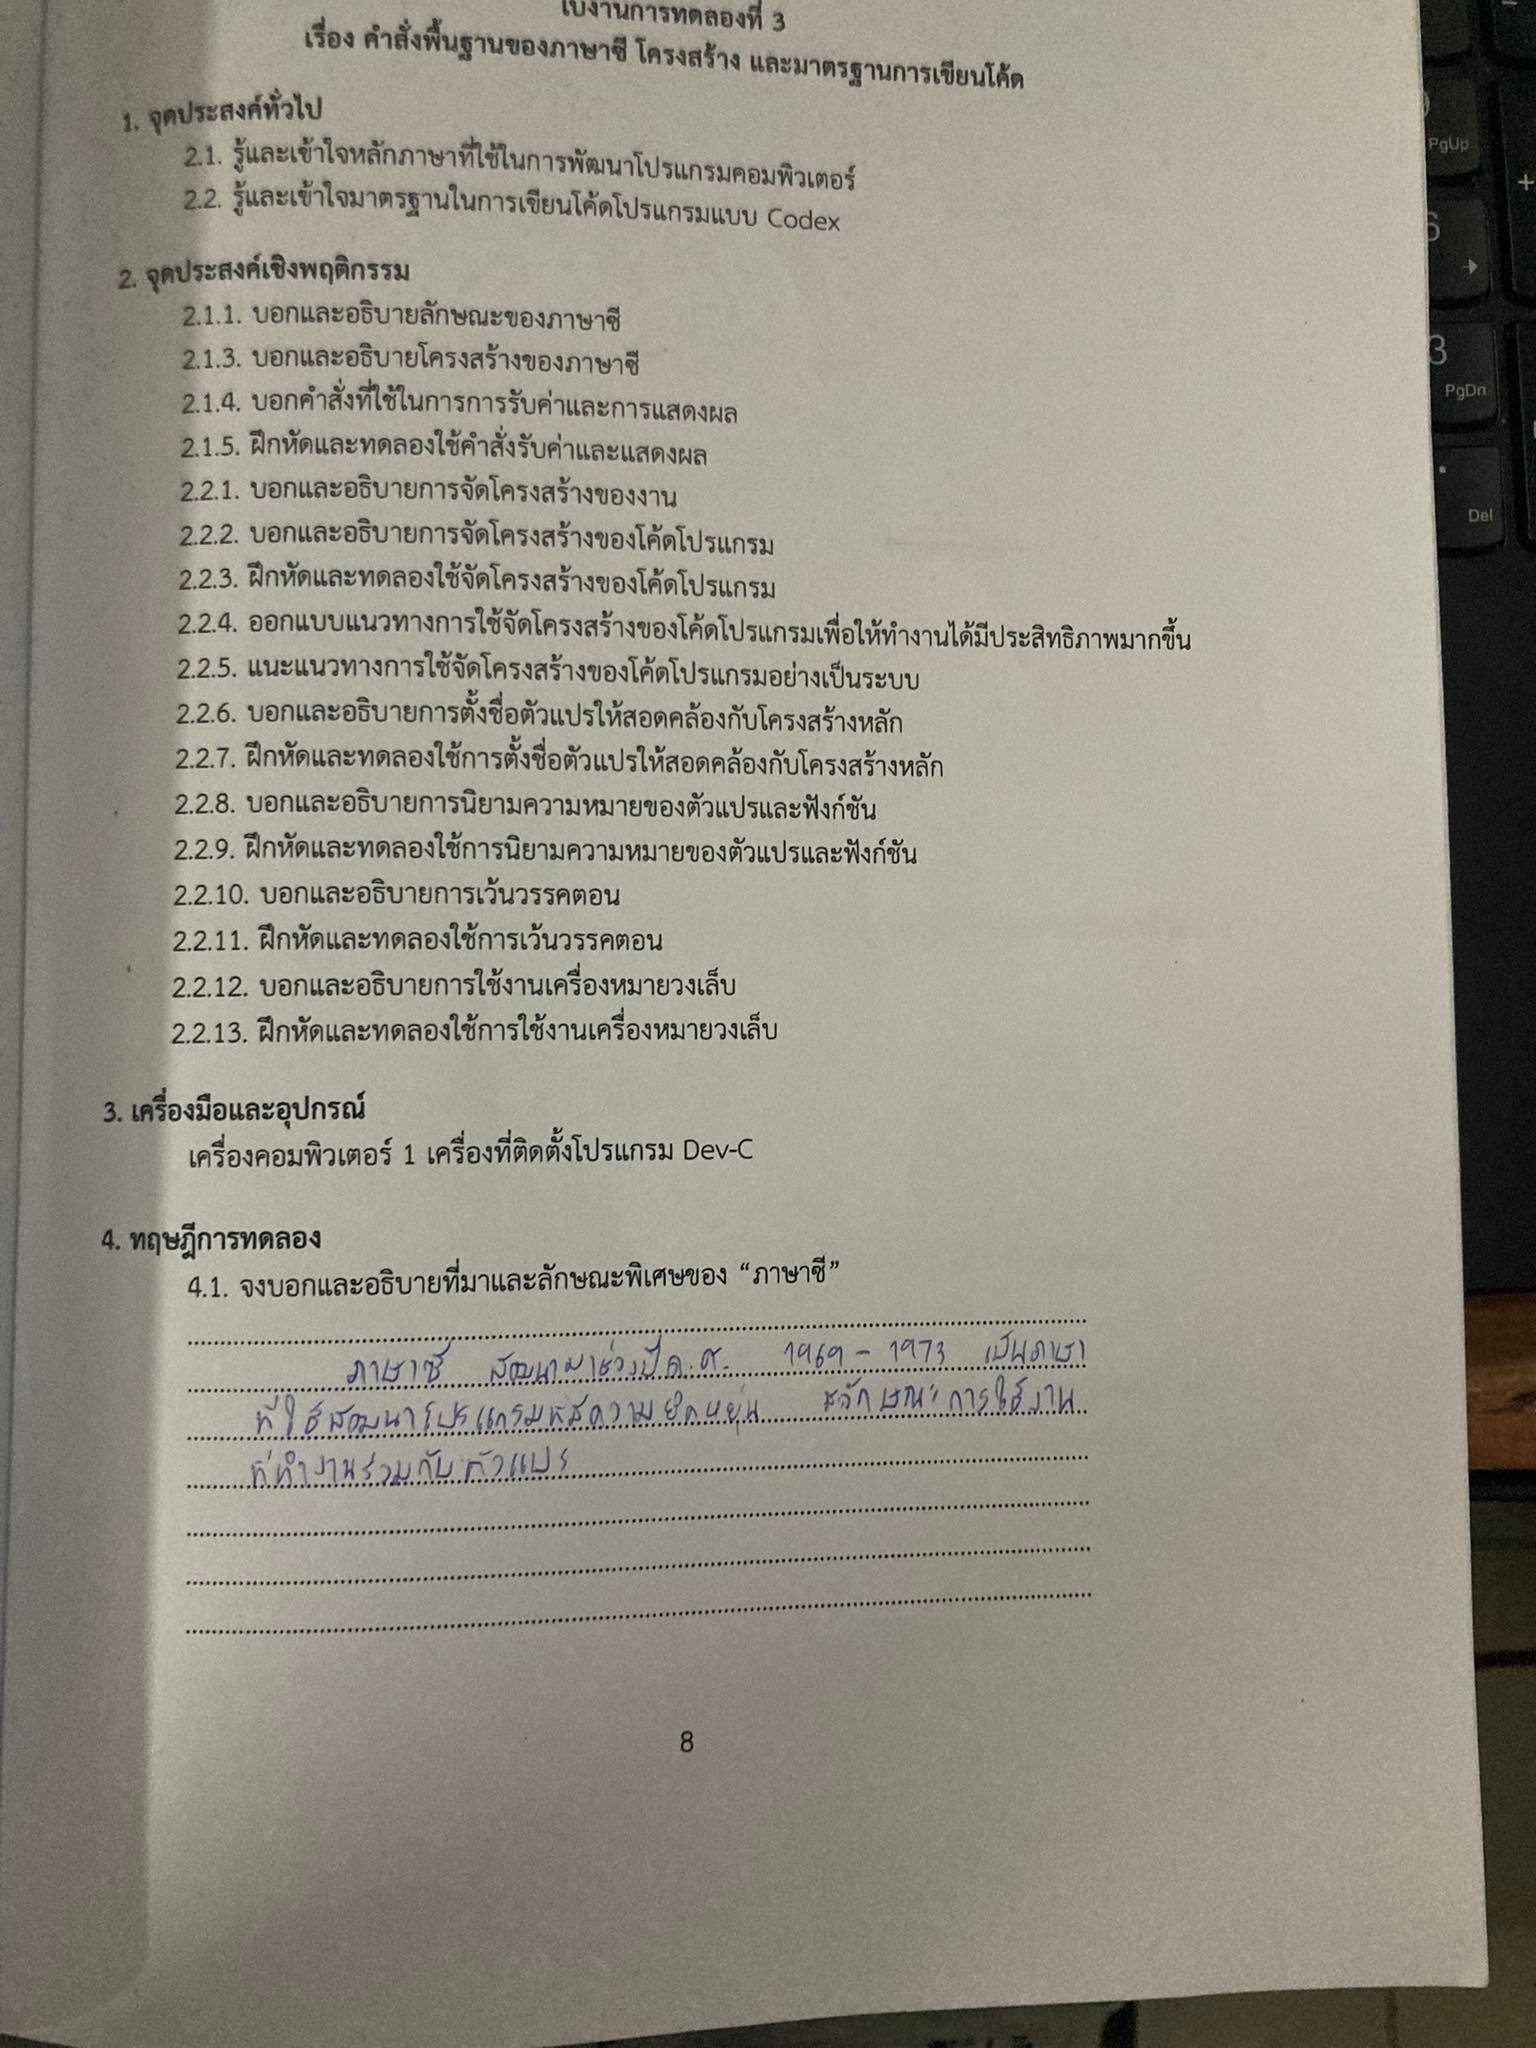 ใบงานการทดลองที่ 3
เรื่อง คำสั่งพื้นฐานของภาษาซี โครงสร้าง และมาตรฐานการเขียนโค้ด
1. จุดประสงค์ทั่วไป
2.1. รู้และเข้าใจหลักภาษาที่ใช้ในการพัฒนาโปรแกรมคอมพิวเตอร์
2.2. รู้และเข้าใจมาตรฐานในการเขียนโค้ดโปรแกรมแบบ Codex
2. จุดประสงค์เชิงพฤติกรรม
2.1.1. บอกและอธิบายลักษณะของภาษาซี
2.1.3. บอกและอธิบายโครงสร้างของภาษาซี
2.1.4. บอกคำสั่งที่ใช้ในการการรับค่าและการแสดงผล
2.1.5. ฝึกหัดและทดลองใช้คำสั่งรับค่าและแสดงผล
2.2.1. บอกและอธิบายการจัดโครงสร้างของงาน
2.2.2. บอกและอธิบายการจัดโครงสร้างของโค้ดโปรแกรม
2.2.3. ฝึกหัดและทดลองใช้จัดโครงสร้างของโค้ดโปรแกรม
2.2.4. ออกแบบแนวทางการใช้จัดโครงสร้างของโค้ดโปรแกรมเพื่อให้ทำงานได้มีประสิทธิภาพมากขึ้น
2.2.5. แนะแนวทางการใช้จัดโครงสร้างของโค้ดโปรแกรมอย่างเป็นระบบ
2.2.6. บอกและอธิบายการตั้งชื่อตัวแปรให้สอดคล้องกับโครงสร้างหลัก
2.2.7. ฝึกหัดและทดลองใช้การตั้งชื่อตัวแปรให้สอดคล้องกับโครงสร้างหลัก
2.2.8. บอกและอธิบายการนิยามความหมายของตัวแปรและฟังก์ชัน
2.2.9. ฝึกหัดและทดลองใช้การนิยามความหมายของตัวแปรและฟังก์ชัน
2.2.10. บอกและอธิบายการเว้นวรรคตอน
2.2.11. ฝึกหัดและทดลองใช้การเว้นวรรคตอน
2.2.12. บอกและอธิบายการใช้งานเครื่องหมายวงเล็บ
2.2.13. ฝึกหัดและทดลองใช้การใช้งานเครื่องหมายวงเล็บ
3. เครื่องมือและอุปกรณ์
เครื่องคอมพิวเตอร์ 1 เครื่องที่ติดตั้งโปรแกรม Dev-C
4. ทฤษฎีการทดลอง
4.1. จงบอกและอธิบายที่มาและลักษณะพิเศษของ “ภาษาซี”
ภาษาซี ช่วงปี ค.ศ. 1969 - 1973 เป็นภาษา
ที่ใช้ โปรแกรม ความยืดหยุ่น ลักษณะการใช้งาน
ที่ทำงานร่วมกับตัวแปร
8
PgUp
6
3
PgDn
Del